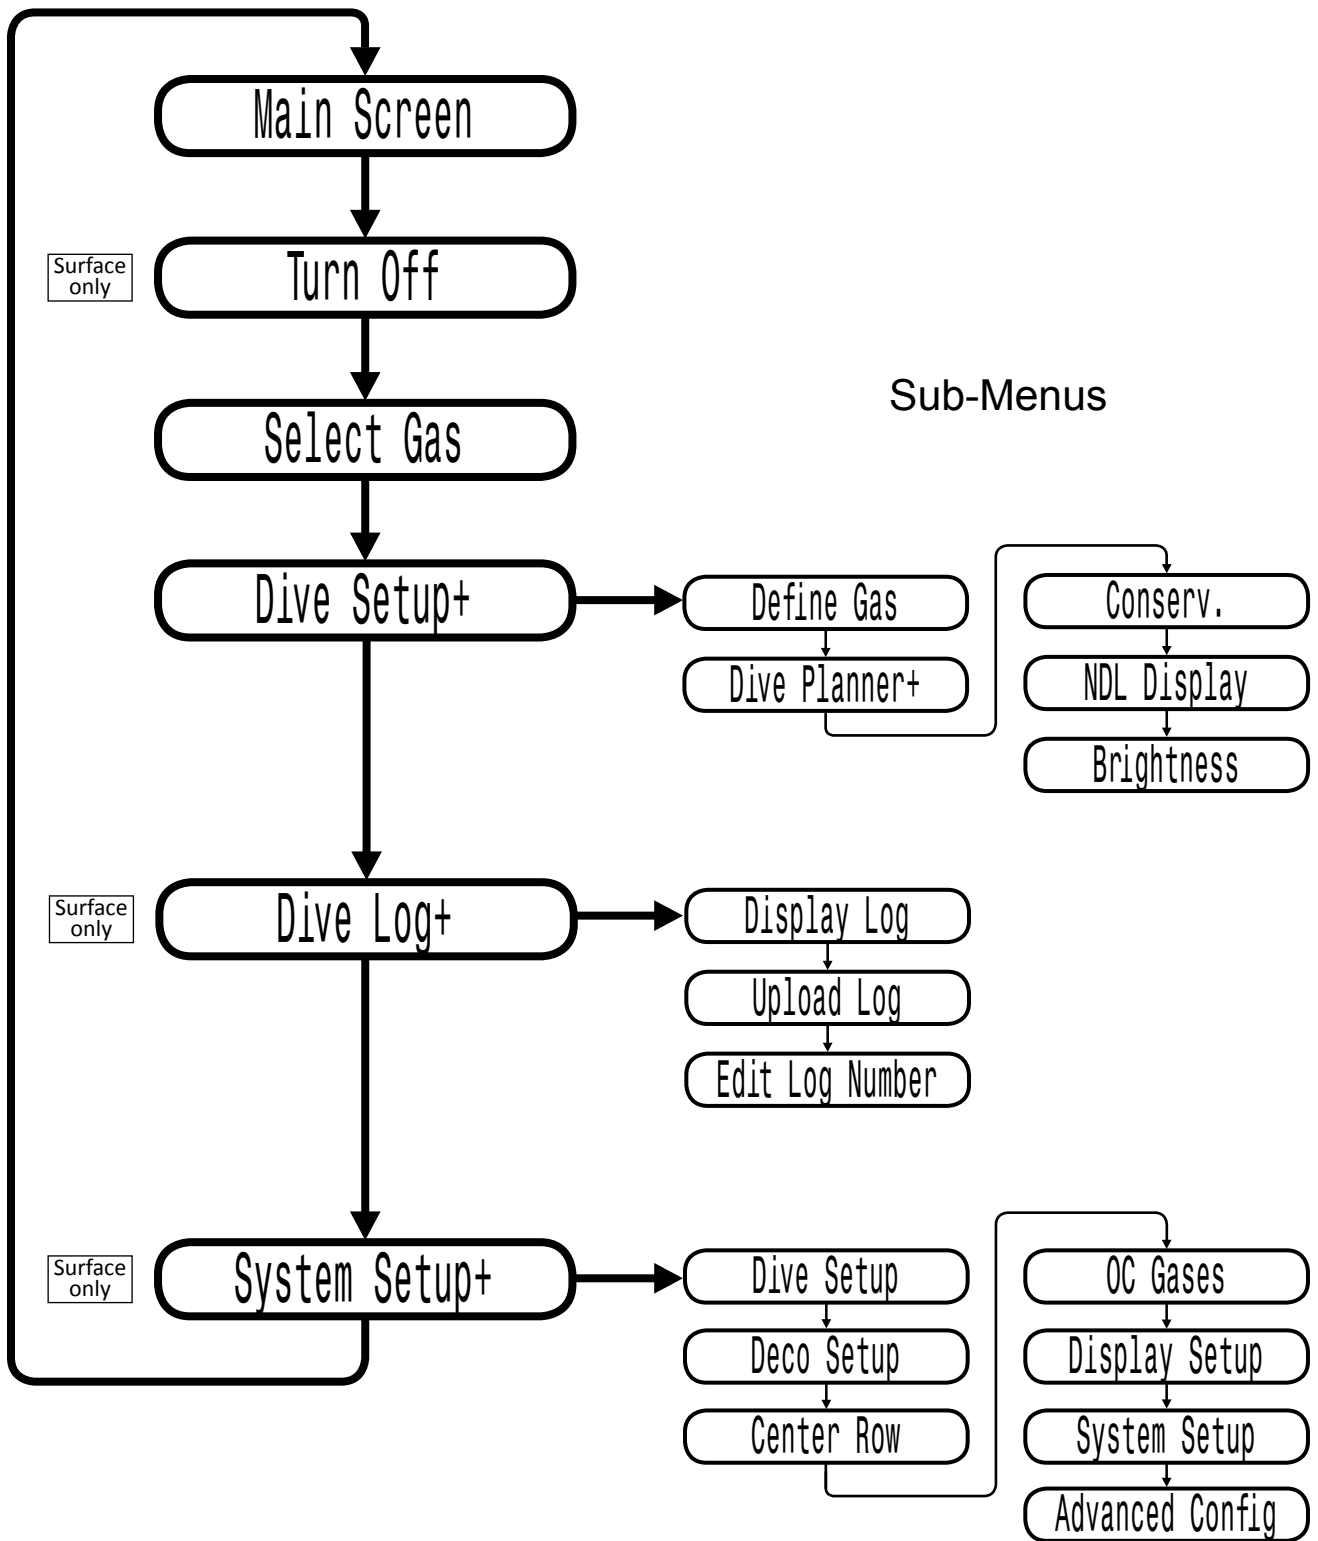 Main Screen
Surface
only
Turn Off
Select Gas
Sub-Menus
Dive Setup+
Define Gas
Dive Planner+
Conserv.
NDL Display
Brightness
Surface
only
Dive Log+
Display Log
Upload Log
Edit Log Number
Surface
only
System Setup+
Dive Setup
Deco Setup
Center Row
OC Gases
Display Setup
System Setup
Advanced Config